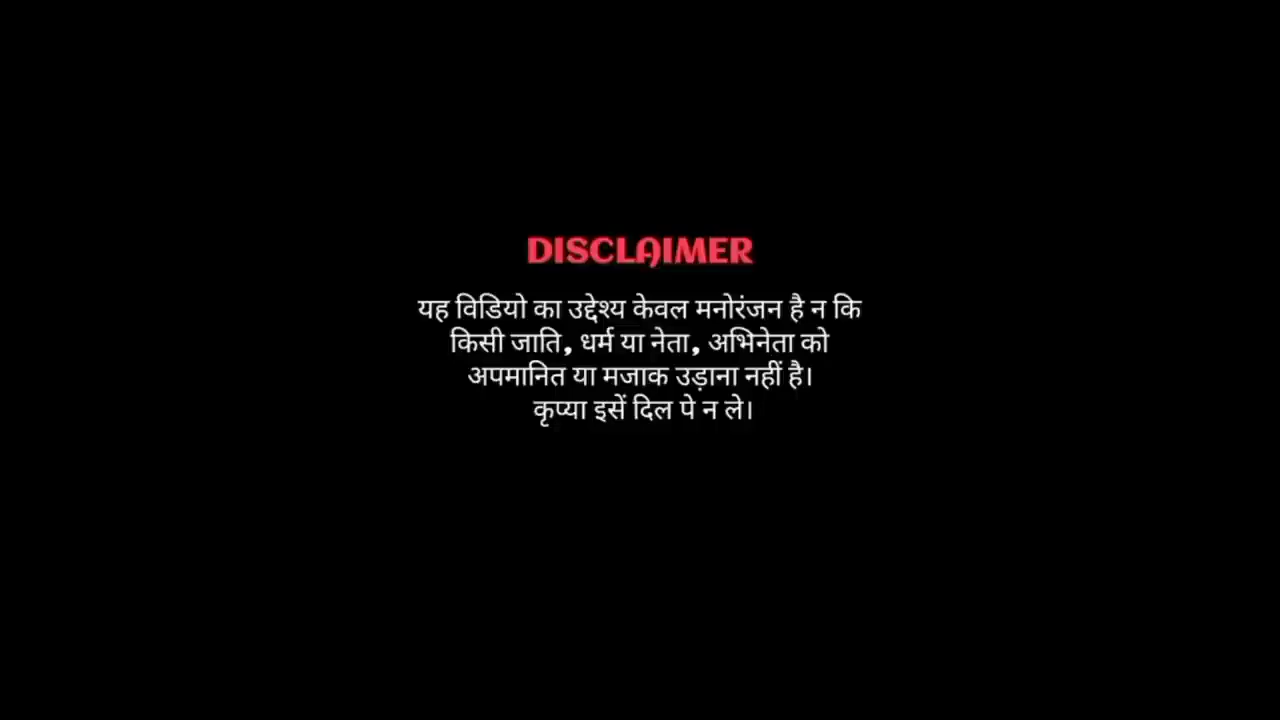 DISCLAIMER
यह विडियो का उद्देश्य केवल मनोरंजन है न कि
किसी जाति, धर्म या नेता, अभिनेता को
अपमानित या मजाक उड़ाना नहीं है।
कृप्या इसें दिल पे न ले।